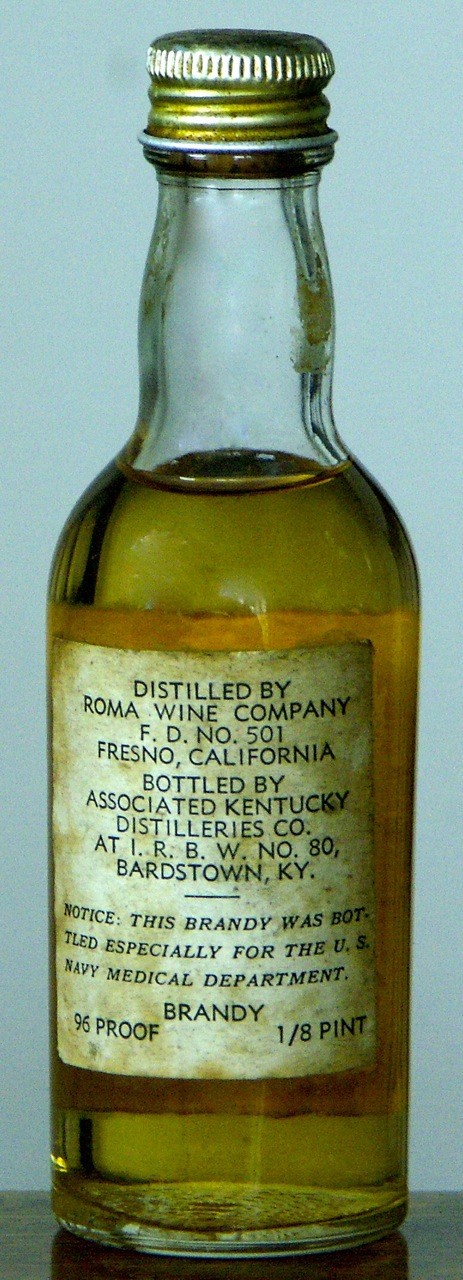 DISTILLED BY
ROMA WINE COMPANY
F. D. NO. 501
FRESNO, CALIFORNIA
BOTTLED BY
ASSOCIATED KENTUCKY
DISTILLERIES CO.
AT I. R. B. W. NO. 80,
BARDSTOWN, KY.
NOTICE: THIS BRANDY WAS BOT-
TLED ESPECIALLY FOR THE U. S.
NAVY MEDICAL DEPARTMENT.
BRANDY
96 PROOF 1/8 PINT